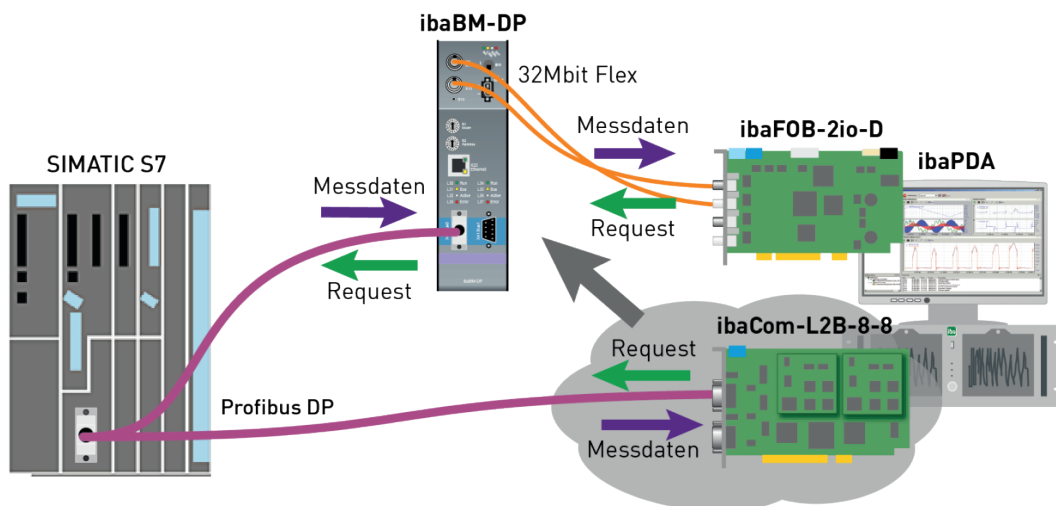 ibaBM-DP
32Mbit Flex
Messdaten
ibaFOB-2io-D
SIMATIC S7
ibaPDA
Messdaten
Request
Request
ibaCom-L2B-8-8
Request
Profibus DP
Messdaten